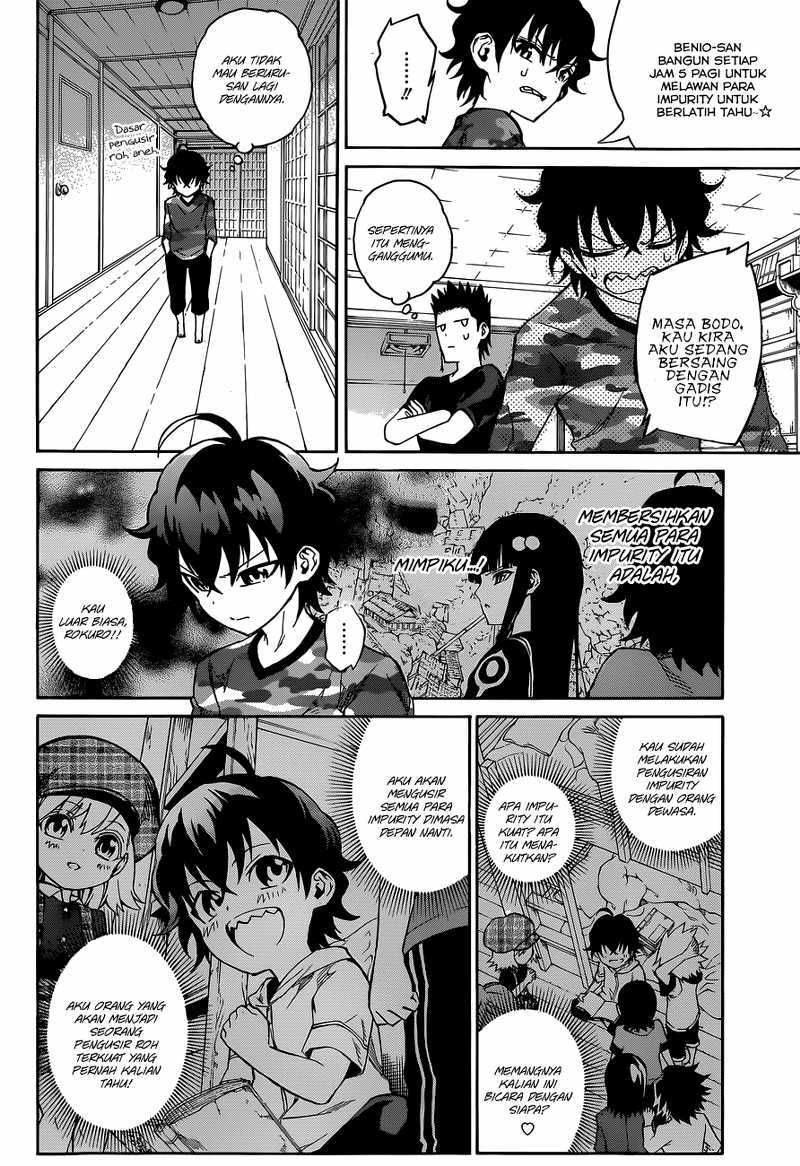 BENIO-SAN
BANGUN SETIAP
JAM 5 PAGI UNTUK
MELAWAN PARA
IMPURITY UNTUK
BERLATIH TAHU~☆
......!!
AKU TIDAK
MAU BERURU-
SAN LAGI
DENGANNYA.
Dasar
pengusir
roh aneh
SEPERTINYA
ITU MENG-
GANGGUMU.
MASA BODO,
KAU KIRA
AKU SEDANG
BERSAING
DENGAN
GADIS
ITU!?
MEMBERSIHKAN
SEMUA PARA
IMPURITY ITU
ADALAH,
MIMPIKU...!
......
KAU
LUAR BIASA,
ROKURO!!
KAU SUDAH
MELAKUKAN
PENGUSIRAN
IMPURITY
DENGAN ORANG
DEWASA.
APA IMPU-
RITY ITU
KUAT? APA
ITU MENA-
KUTKAN?
MEMANGNYA
KALIAN INI
BICARA DENGAN
SIAPA?
♡
AKU AKAN
MENGUSIR
SEMUA PARA
IMPURITY DIMASA
DEPAN NANTI.
AKU ORANG YANG
AKAN MENJADI
SEORANG
PENGUSIR ROH
TERKUAT YANG
PERNAH KALIAN
TAHU!